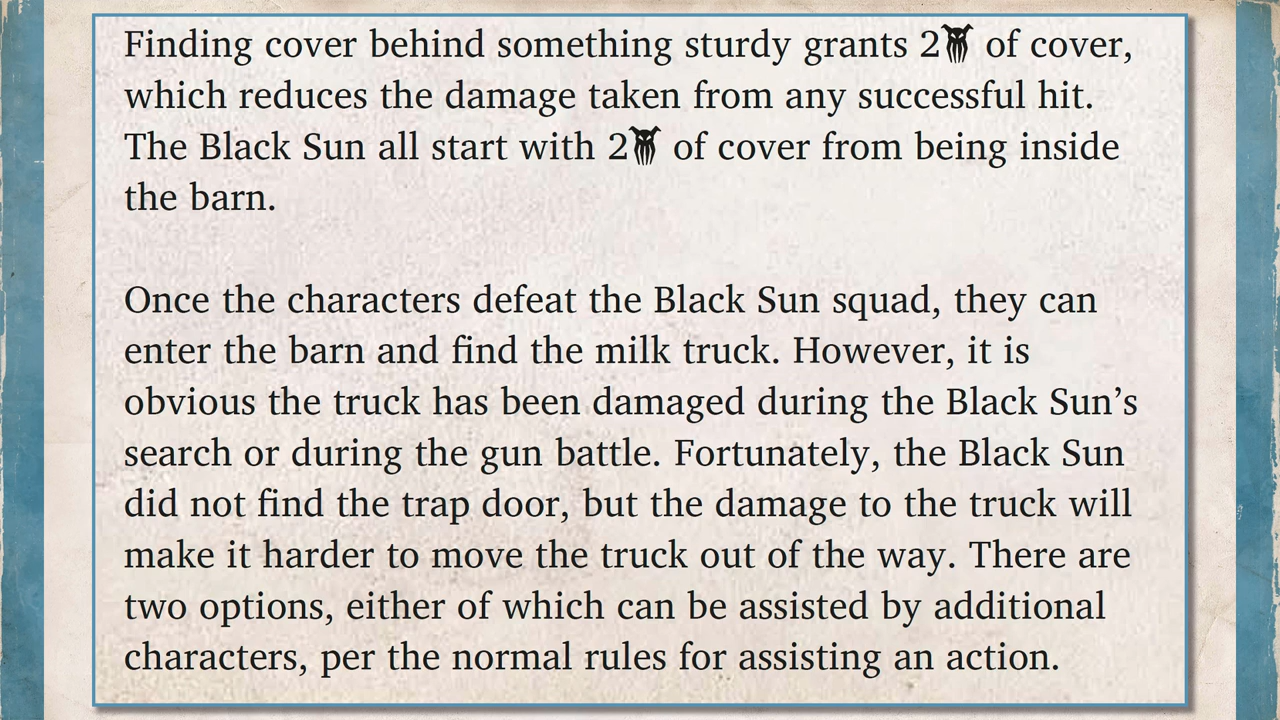 Finding cover behind something sturdy grants 2 of cover,
which reduces the damage taken from any successful hit.
The Black Sun all start with 2 of cover from being inside
the barn.
Once the characters defeat the Black Sun squad, they can
enter the barn and find the milk truck. However, it is
obvious the truck has been damaged during the Black Sun’s
search or during the gun battle. Fortunately, the Black Sun
did not find the trap door, but the damage to the truck will
make it harder to move the truck out of the way. There are
two options, either of which can be assisted by additional
characters, per the normal rules for assisting an action.